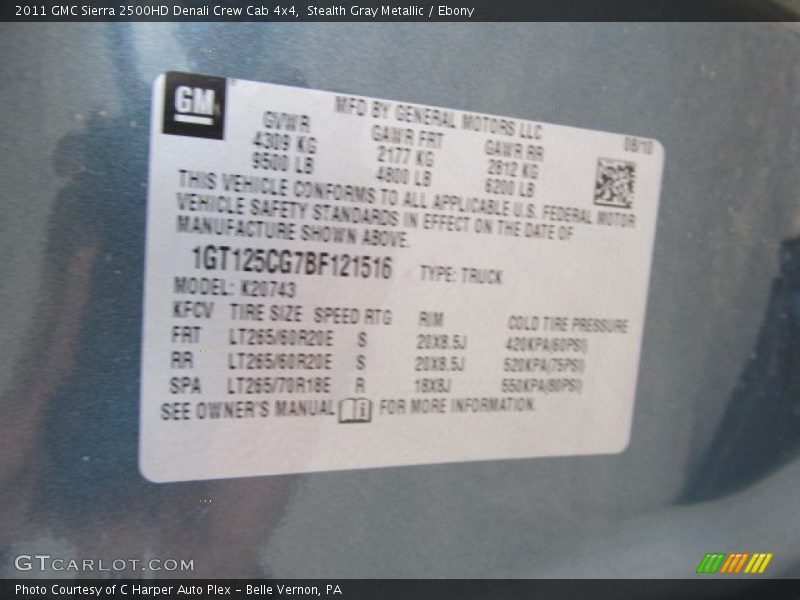 2011 GMC Sierra 2500HD Denali Crew Cab 4x4, Stealth Gray Metallic / Ebony
GM
MFD BY GENERAL MOTORS LLC
08/10
GVWR GAWR FRT GAWR RR
4309 KG 2177 KG 2812 KG
9500 LB 4800 LB 6200 LB
THIS VEHICLE CONFORMS TO ALL APPLICABLE U.S. FEDERAL MOTOR
VEHICLE SAFETY STANDARDS IN EFFECT ON THE DATE OF
MANUFACTURE SHOWN ABOVE.
1GT125CG7BF121516 TYPE: TRUCK
MODEL: K20743
KFCV TIRE SIZE SPEED RTG RIM COLD TIRE PRESSURE
FRT LT265/60R20E S 20X8.5J 420KPA(60PSI)
RR LT265/60R20E S 20X8.5J 520KPA(75PSI)
SPA LT265/70R18E R 18X8J 550KPA(80PSI)
SEE OWNER'S MANUAL i FOR MORE INFORMATION.
GTCARLOT.COM
Photo Courtesy of C Harper Auto Plex – Belle Vernon, PA